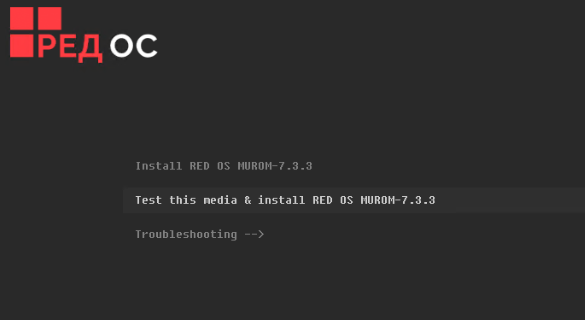 РЕД ОС
Install RED OS MUROM-7.3.3
Test this media & install RED OS MUROM-7.3.3
Troubleshooting -->